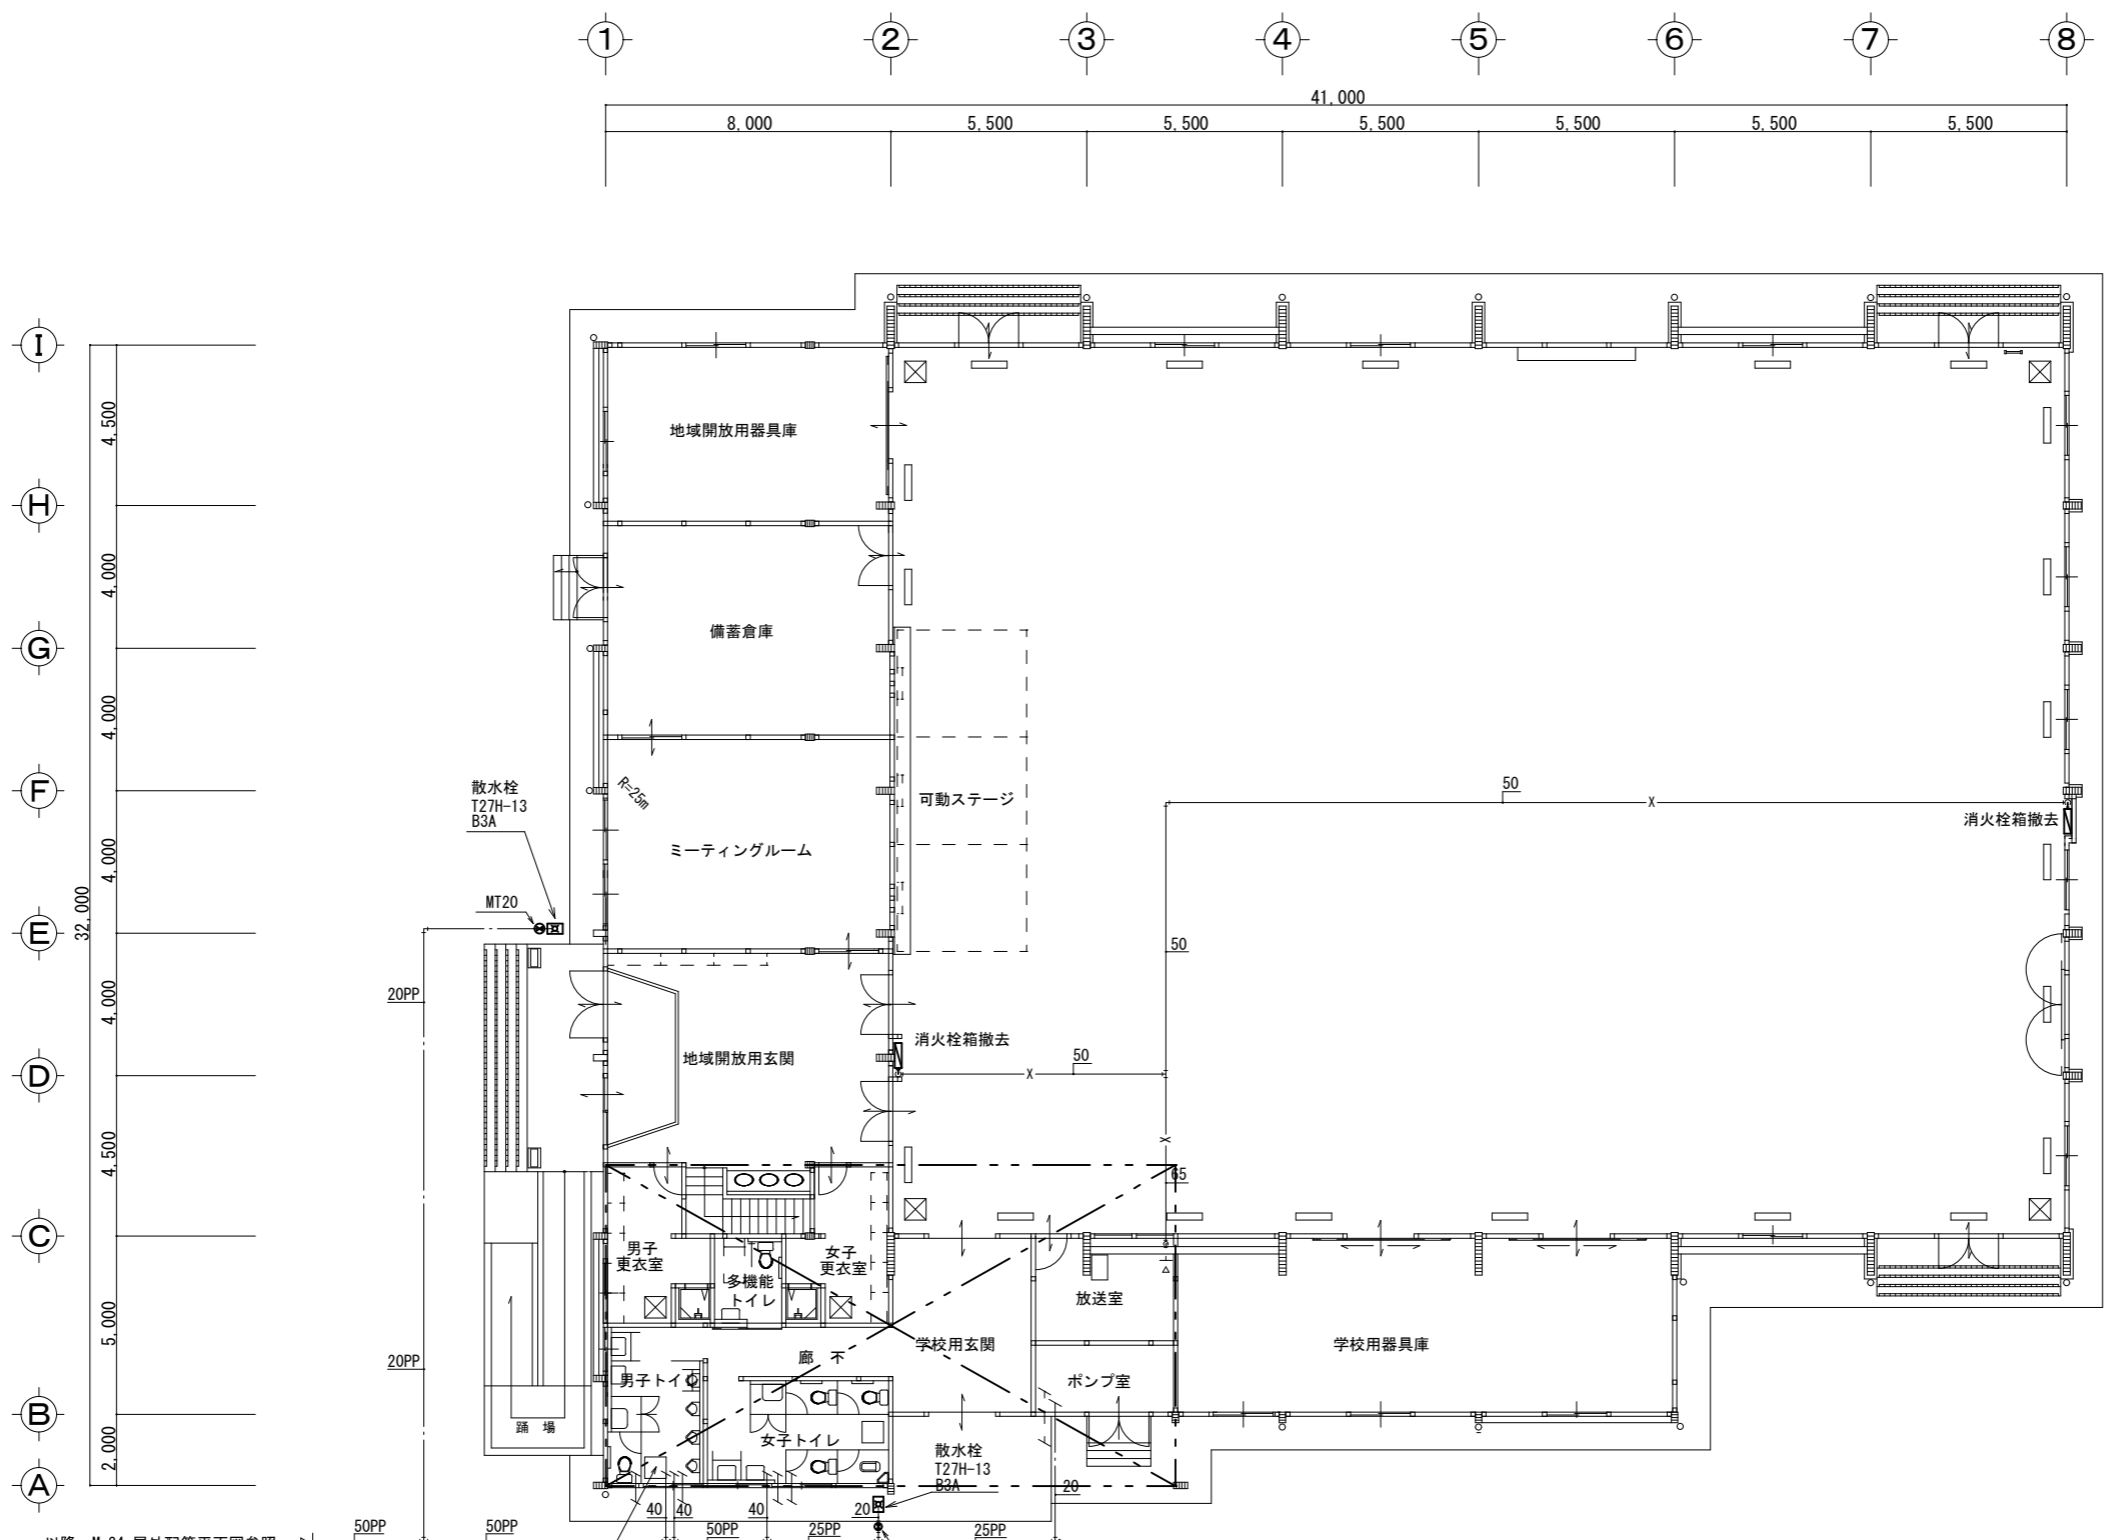 1 2 3 4 5 6 7 8
41,000
8,000 5,500 5,500 5,500 5,500 5,500 5,500
I
H
G
F
E
D
C
B
A
32,000
4,500
4,000
4,000
4,000
4,000
4,500
5,000
2,000
地域開放用器具庫
備蓄倉庫
R=25m
ミーティングルーム
可動ステージ
散水栓
T27H-13
B3A
MT20
50
消火栓箱撤去
50
20PP
消火栓箱撤去
50
地域開放用玄関
65
男子
更衣室
女子
更衣室
多機能
トイレ
放送室
学校用玄関
学校用器具庫
廊 下
20PP
男子トイレ
ポンプ室
踊 場
女子トイレ
散水栓
T27H-13
B3A
40 40 40 20 20
50PP 50PP 50PP 25PP 25PP